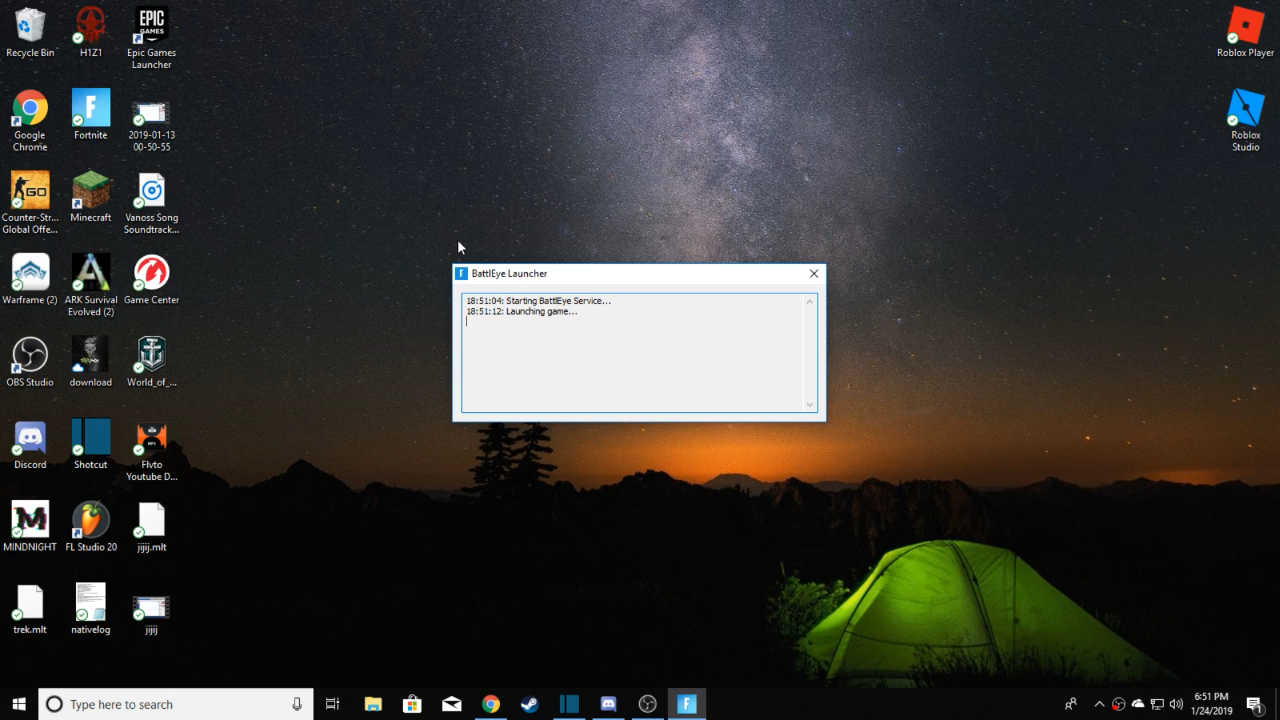 Recycle Bin
H1Z1
EPIC
GAMES
Epic Games
Launcher
Google
Chrome
Fortnite
2019-01-13
00-50-55
GO
Counter-Str...
Global Offe...
Minecraft
Vanoss Song
Soundtrack...
Warframe (2)
ARK Survival
Evolved (2)
Game Center
OBS Studio
download
World_of_...
Discord
Shotcut
Flvto
Youtube D...
MINDNIGHT
FL Studio 20
jijij.mlt
trek.mlt
nativelog
jijij
Roblox Player
Roblox
Studio
BattlEye Launcher
18:51:04: Starting BattlEye Service...
18:51:12: Launching game...
Type here to search
6:51 PM
1/24/2019
1